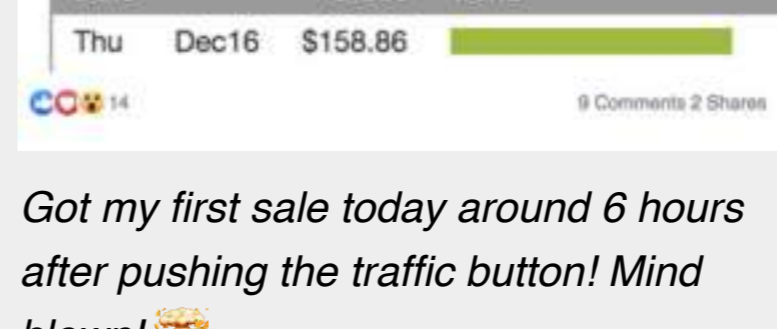 Thu Dec16 $158.86
14
9 Comments 2 Shares
Got my first sale today around 6 hours
after pushing the traffic button! Mind